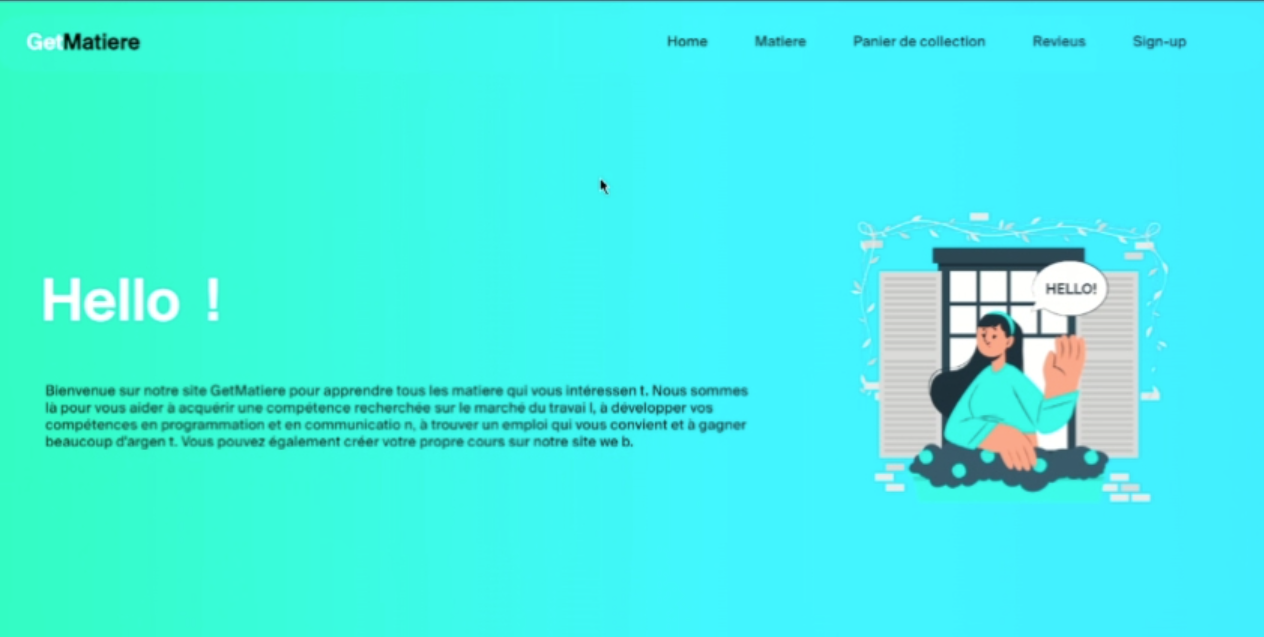 GetMatiere
Home Matiere Panier de collection Revieus Sign-up
HELLO!
Hello !
Bienvenue sur notre site GetMatiere pour apprendre tous les matiere qui vous intéressen t. Nous sommes
là pour vous aider à acquérir une compétence recherchée sur le marché du travai l, à développer vos
compétences en programmation et en communicatio n, à trouver un emploi qui vous convient et à gagner
beaucoup d'argen t. Vous pouvez également créer votre propre cours sur notre site we b.